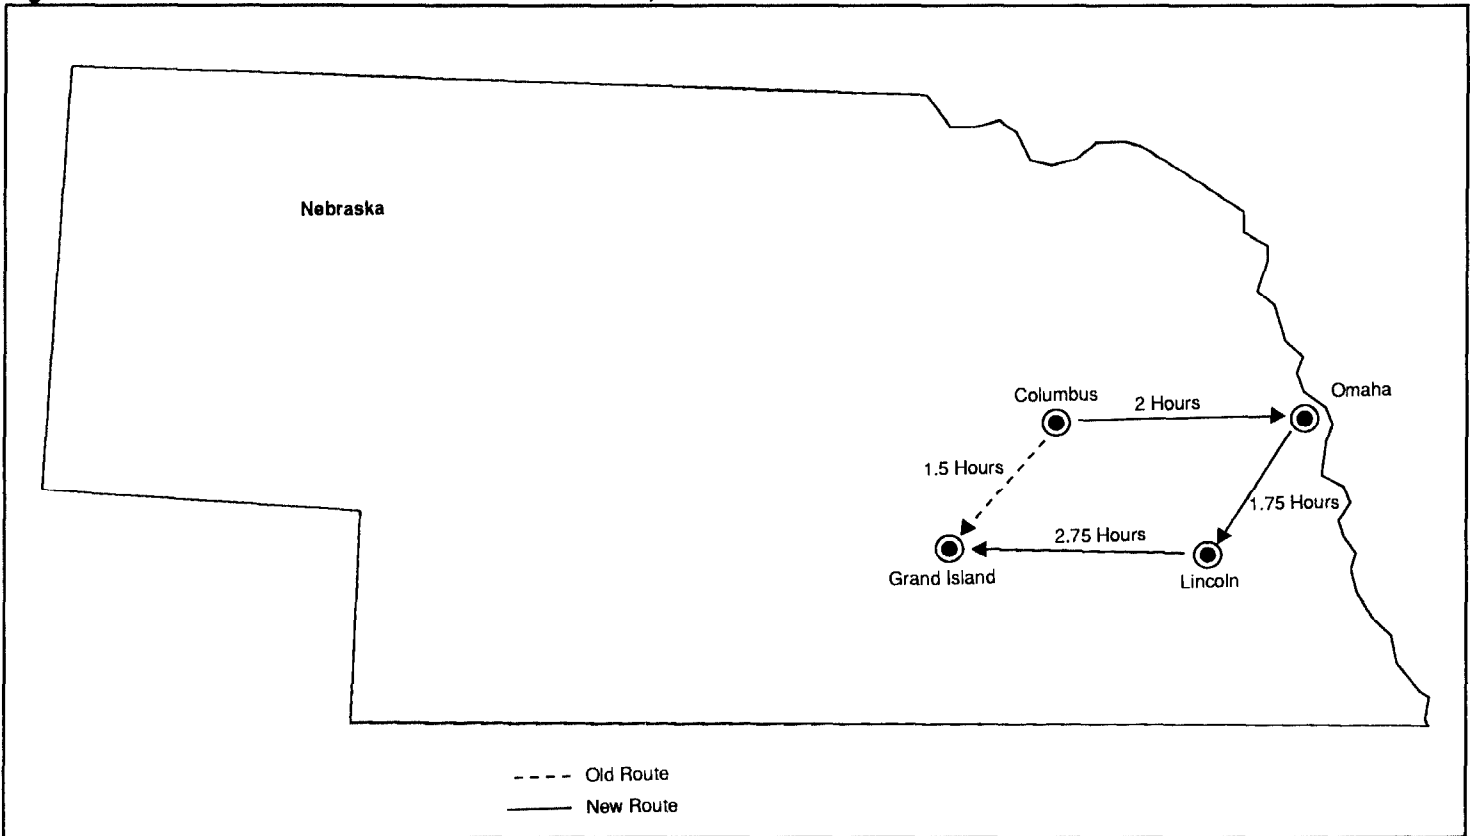 Nebraska
Columbus
2 Hours
Omaha
1.5 Hours
1.75 Hours
2.75 Hours
Grand Island
Lincoln
Old Route
New Route